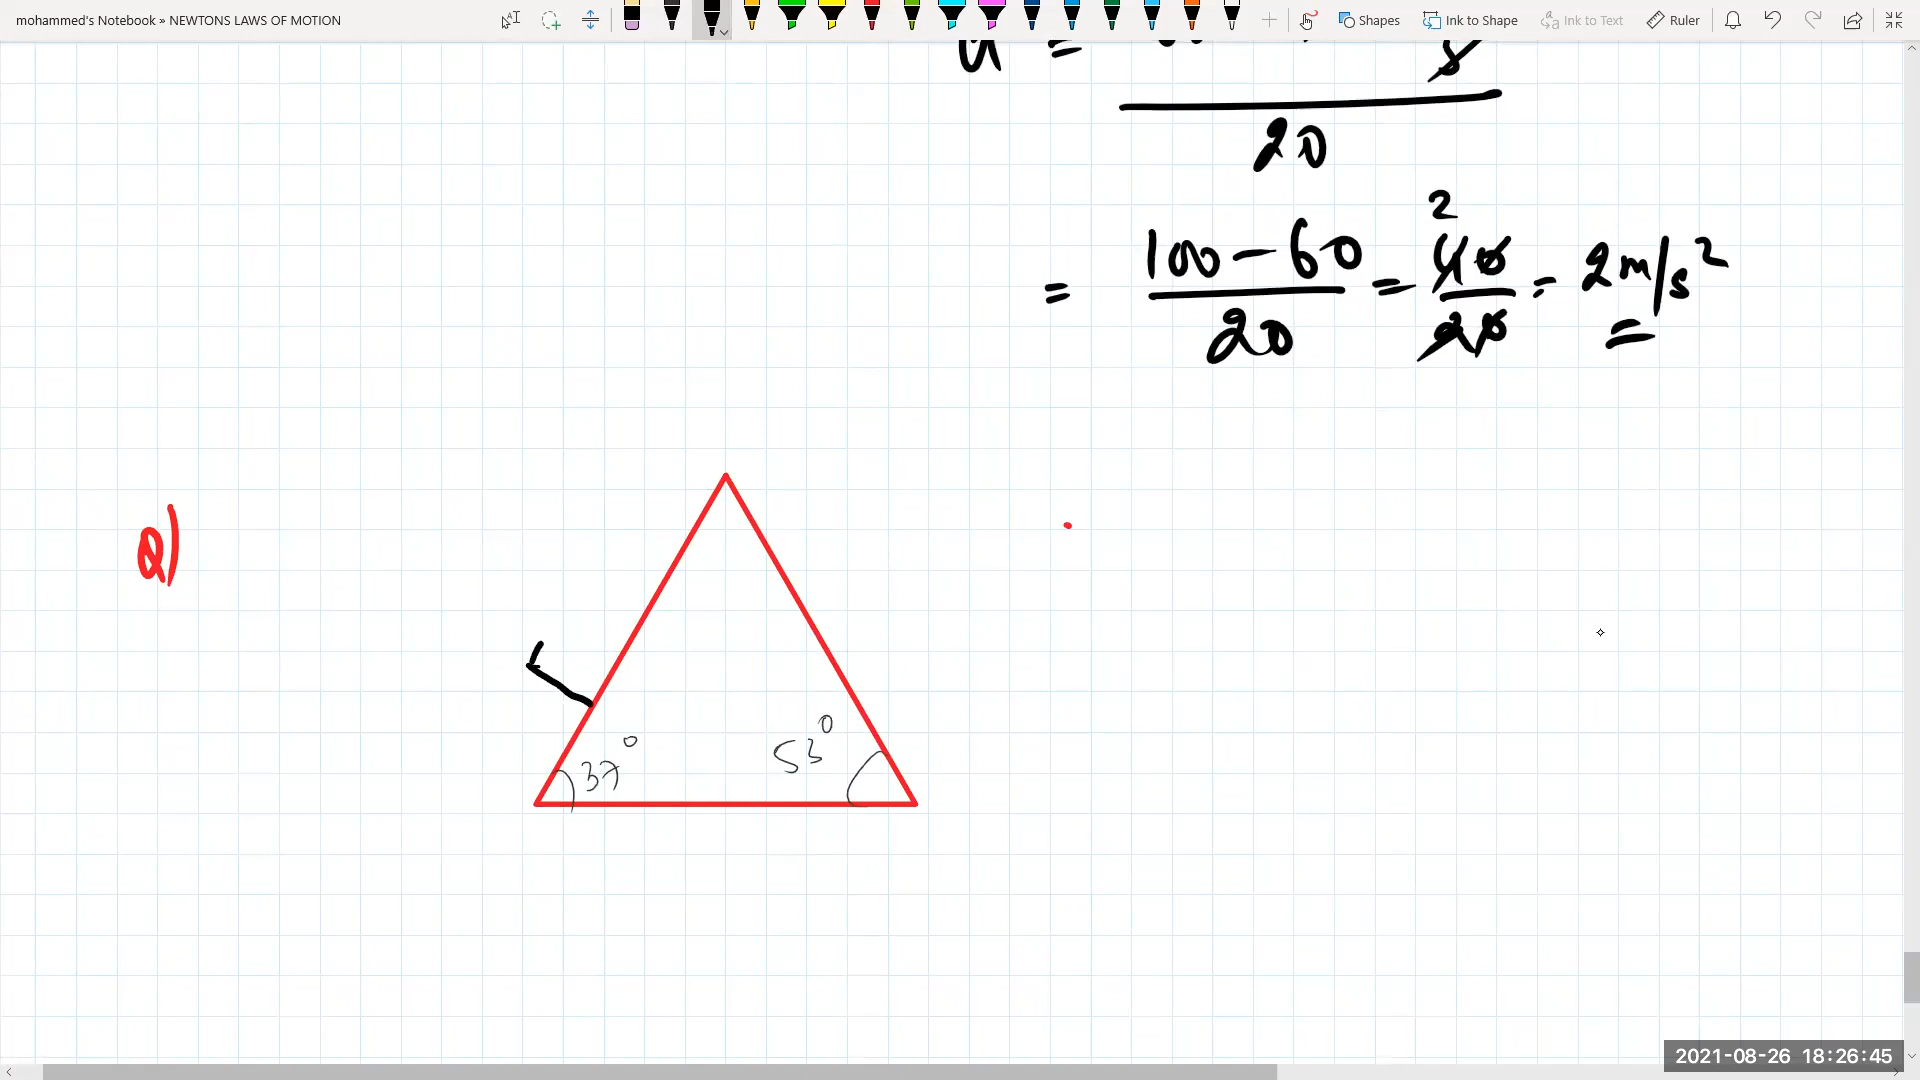 mohammed's Notebook » NEWTONS LAWS OF MOTION
Shapes Ink to Shape Ink to Text Ruler
a =
20
= 100 - 60 / 20 = 2 40 / 20 = 2 m/s²
Q)
37° 53°
2021-08-26 18:26:45